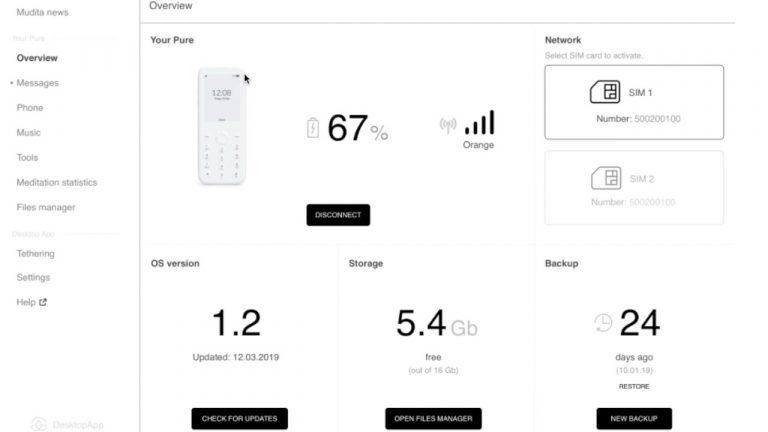 Mudita news
Your Pure
Overview
Messages
Phone
Music
Tools
Meditation statistics
Files manager
Desktop App
Tethering
Settings
Help
DesktopApp
Overview
Your Pure
12:08
67%
Orange
DISCONNECT
Network
Select SIM card to activate.
SIM 1
Number: 500200100
SIM 2
Number: 500200100
OS version
1.2
Updated: 12.03.2019
CHECK FOR UPDATES
Storage
5.4 Gb
free
(out of 16 Gb)
OPEN FILES MANAGER
Backup
24
days ago
(10.01.19)
RESTORE
NEW BACKUP